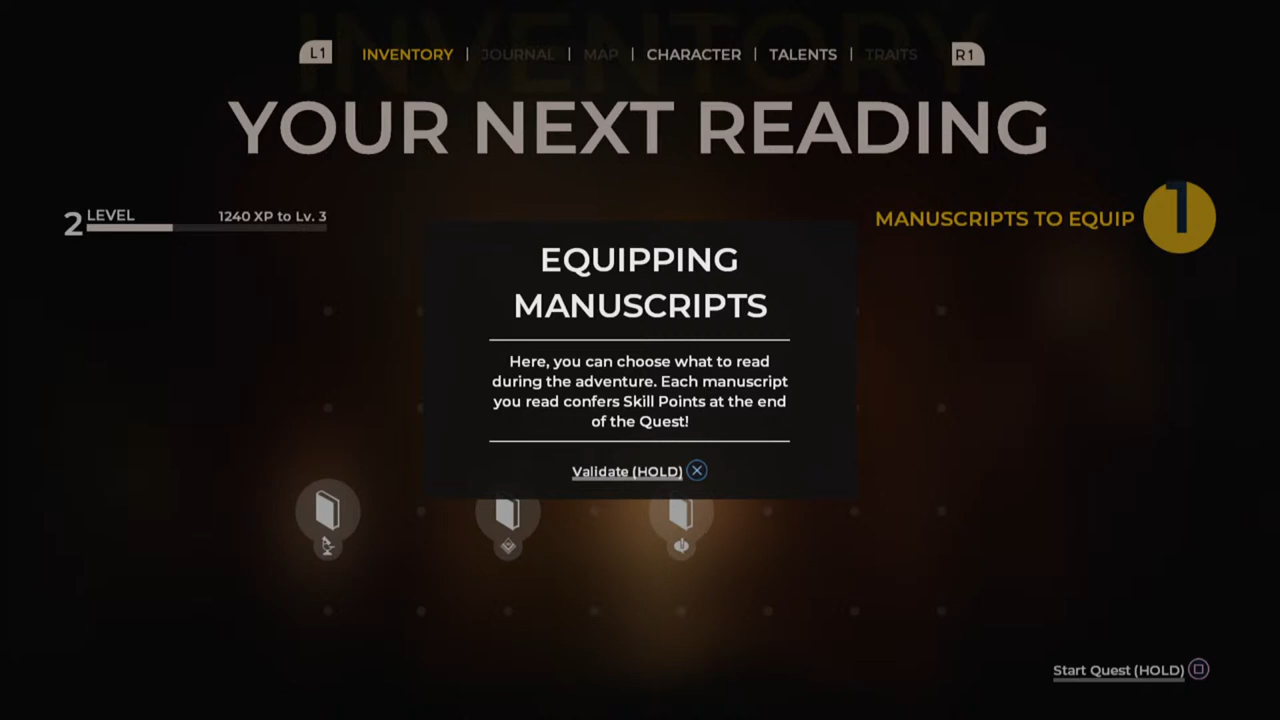 INVENTORY
L1 INVENTORY | JOURNAL | MAP | CHARACTER | TALENTS | TRAITS R1
YOUR NEXT READING
2 LEVEL 1240 XP to Lv. 3
MANUSCRIPTS TO EQUIP 1
EQUIPPING
MANUSCRIPTS
Here, you can choose what to read
during the adventure. Each manuscript
you read confers Skill Points at the end
of the Quest!
Validate (HOLD)
Start Quest (HOLD)